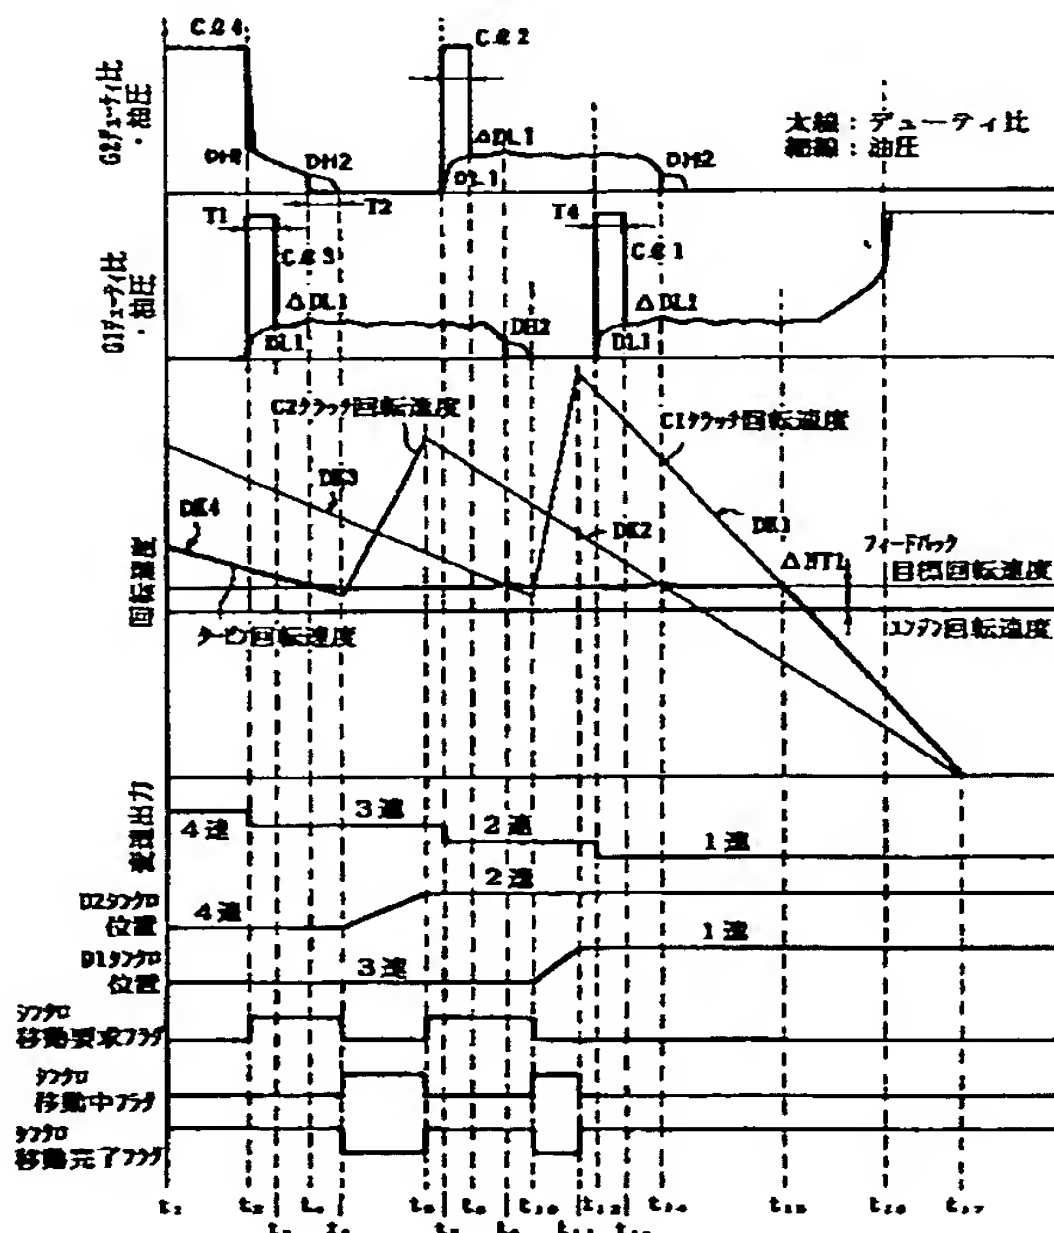 Cℓ4
Cℓ2
G2デューティ比
・油圧
太線：デューティ比
細線：油圧
ΔDL1
DH2
DH2
DL1
T2
T1
T4
Cℓ3
Cℓ1
G1デューティ比
・油圧
ΔDL1
ΔDL1
DH2
DL1
DL1
C2クラッチ回転速度
C1クラッチ回転速度
DK3
DK4
DK2
DK1
ΔNT1
フィードバック
目標回転速度
エンジン回転速度
タービン回転速度
回転速度
変速出力
4速
3速
2速
1速
D2シンクロ
位置
4速
2速
D1シンクロ
位置
3速
1速
シンクロ
移動要求フラグ
シンクロ
移動中フラグ
シンクロ
移動完了フラグ
t₁
t₂
t₁₄
t₁₅
t₁₆
t₁₇